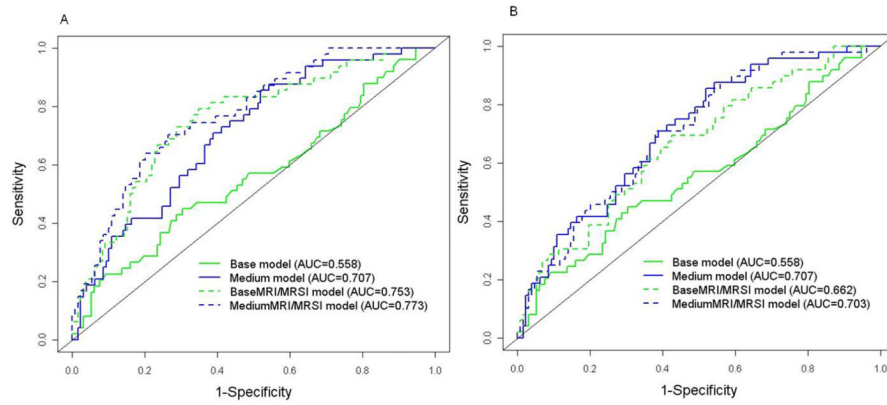 A
Sensitivity
1.0
0.8
0.6
0.4
0.2
0.0
Base model (AUC=0.558)
Medium model (AUC=0.707)
BaseMRI/MRSI model (AUC=0.753)
MediumMRI/MRSI model (AUC=0.773)
0.0 0.2 0.4 0.6 0.8 1.0
1-Specificity
B
Sensitivity
1.0
0.8
0.6
0.4
0.2
0.0
Base model (AUC=0.558)
Medium model (AUC=0.707)
BaseMRI/MRSI model (AUC=0.662)
MediumMRI/MRSI model (AUC=0.703)
0.0 0.2 0.4 0.6 0.8 1.0
1-Specificity